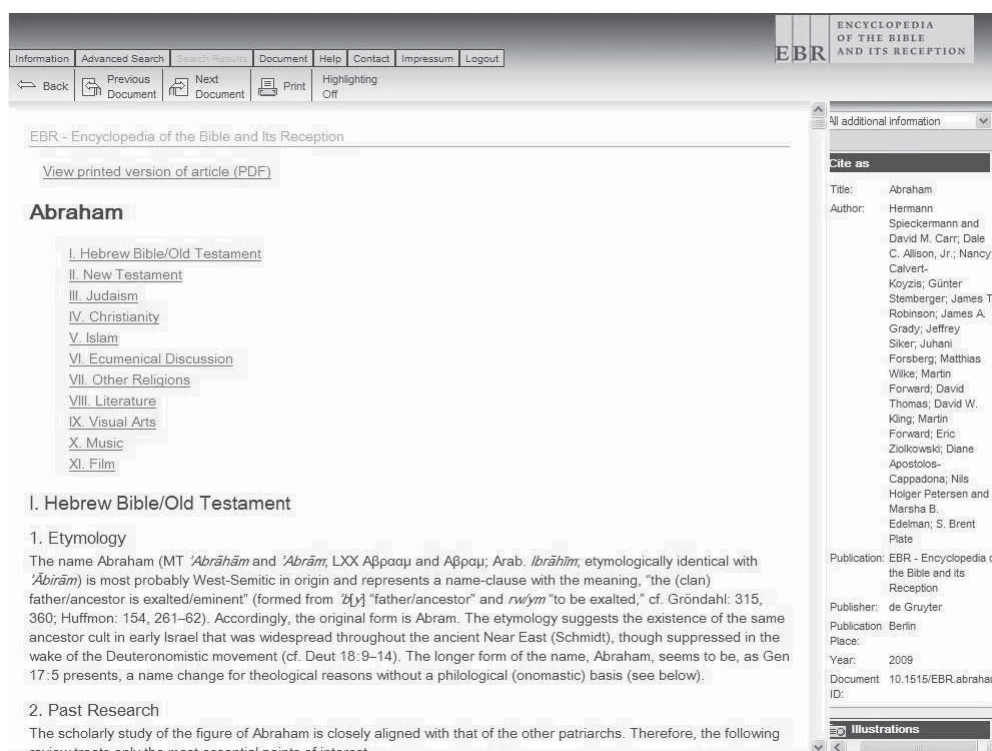 ENCYCLOPEDIA
OF THE BIBLE
EBR AND ITS RECEPTION
Information Advanced Search Search Results Document Help Contact Impressum Logout
Back Previous Document Next Document Print Highlighting Off
EBR - Encyclopedia of the Bible and Its Reception
View printed version of article (PDF)
Abraham
I. Hebrew Bible/Old Testament
II. New Testament
III. Judaism
IV. Christianity
V. Islam
VI. Ecumenical Discussion
VII. Other Religions
VIII. Literature
IX. Visual Arts
X. Music
XI. Film
I. Hebrew Bible/Old Testament
1. Etymology
The name Abraham (MT ʾAbrāhām and ʾAbrām; LXX Αβρααμ and Αβραμ; Arab. Ibrāhīm; etymologically identical with
ʾĂbirām) is most probably West-Semitic in origin and represents a name-clause with the meaning, “the (clan)
father/ancestor is exalted/eminent” (formed from ʾb[y] “father/ancestor” and rw/ym “to be exalted,” cf. Gröndahl: 315,
360; Huffmon: 154, 261–62). Accordingly, the original form is Abram. The etymology suggests the existence of the same
ancestor cult in early Israel that was widespread throughout the ancient Near East (Schmidt), though suppressed in the
wake of the Deuteronomistic movement (cf. Deut 18:9–14). The longer form of the name, Abraham, seems to be, as Gen
17:5 presents, a name change for theological reasons without a philological (onomastic) basis (see below).
2. Past Research
The scholarly study of the figure of Abraham is closely aligned with that of the other patriarchs. Therefore, the following
All additional information
Cite as
Title: Abraham
Author: Hermann
Spieckermann and
David M. Carr; Dale
C. Allison, Jr.; Nancy
Calvert-
Koyzis; Günter
Stemberger; James T
Robinson; James A.
Grady; Jeffrey
Siker; Juhani
Forsberg; Matthias
Wilke; Martin
Forward; David
Thomas; David W.
Kling; Martin
Forward; Eric
Ziolkowski; Diane
Apostolos-
Cappadona; Nils
Holger Petersen and
Marsha B.
Edelman; S. Brent
Plate
Publication: EBR - Encyclopedia o
the Bible and its
Reception
Publisher: de Gruyter
Publication Berlin
Place:
Year: 2009
Document 10.1515/EBR.abraha
ID:
Illustrations